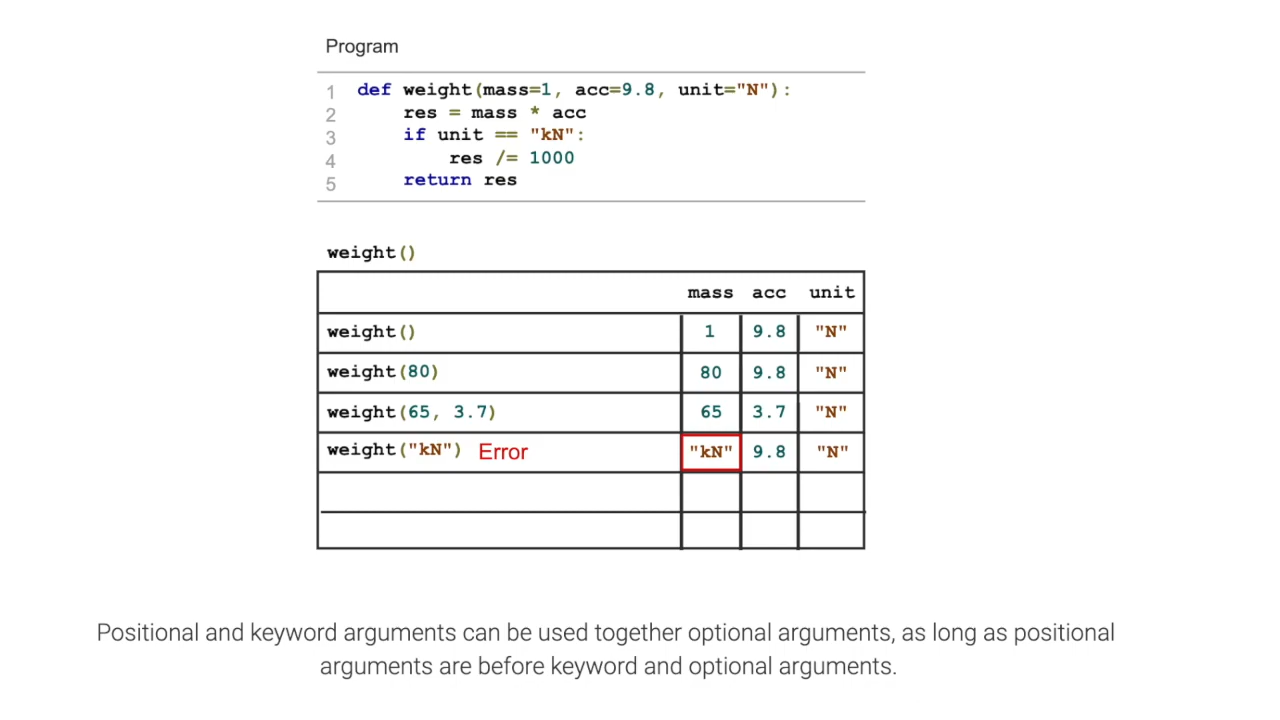 Program
1 def weight(mass=1, acc=9.8, unit="N"):
2 res = mass * acc
3 if unit == "kN":
4 res /= 1000
5 return res
weight()
mass acc unit
weight() 1 9.8 "N"
weight(80) 80 9.8 "N"
weight(65, 3.7) 65 3.7 "N"
weight("kN") Error "kN" 9.8 "N"
Positional and keyword arguments can be used together optional arguments, as long as positional
arguments are before keyword and optional arguments.